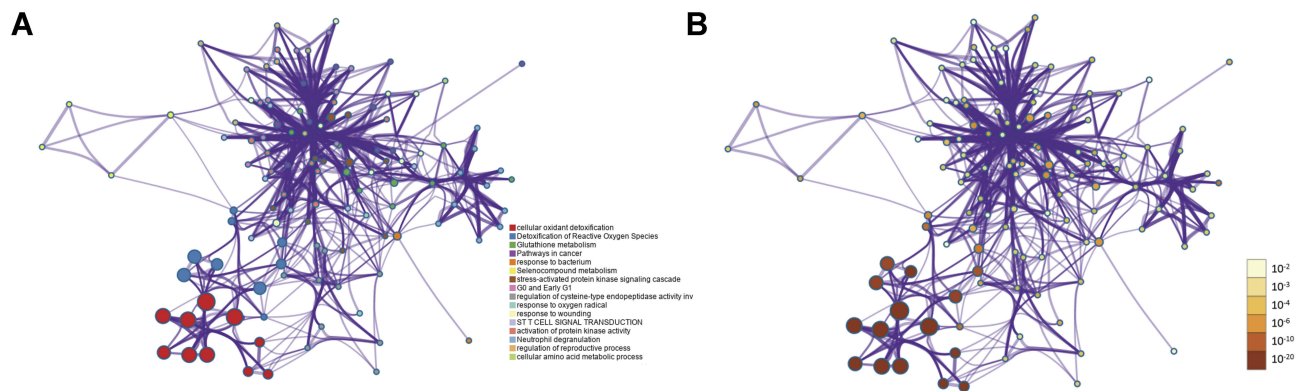 A
B
cellular oxidant detoxification
Detoxification of Reactive Oxygen Species
Glutathione metabolism
Pathways in cancer
response to bacterium
Selenocompound metabolism
stress-activated protein kinase signaling cascade
G0 and Early G1
regulation of cysteine-type endopeptidase activity inv
response to oxygen radical
response to wounding
ST T CELL SIGNAL TRANSDUCTION
activation of protein kinase activity
Neutrophil degranulation
regulation of reproductive process
cellular amino acid metabolic process
10⁻²
10⁻³
10⁻⁴
10⁻⁶
10⁻¹⁰
10⁻²⁰